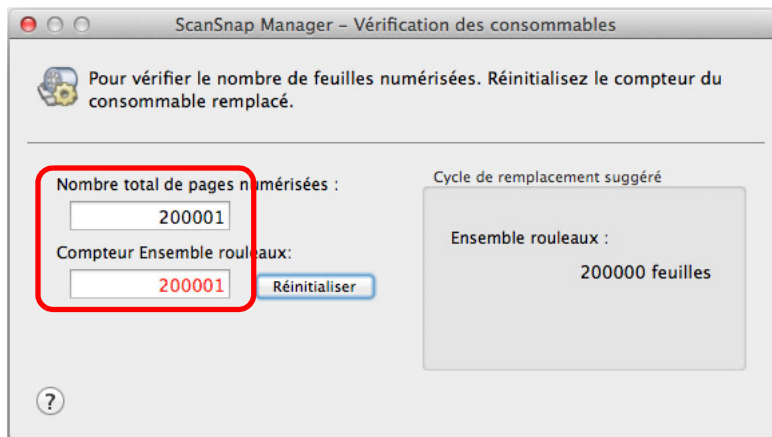 ScanSnap Manager – Vérification des consommables
Pour vérifier le nombre de feuilles numérisées. Réinitialisez le compteur du
consommable remplacé.
Nombre total de pages numérisées :
200001
Compteur Ensemble rouleaux:
200001
Réinitialiser
Cycle de remplacement suggéré
Ensemble rouleaux :
200000 feuilles
?